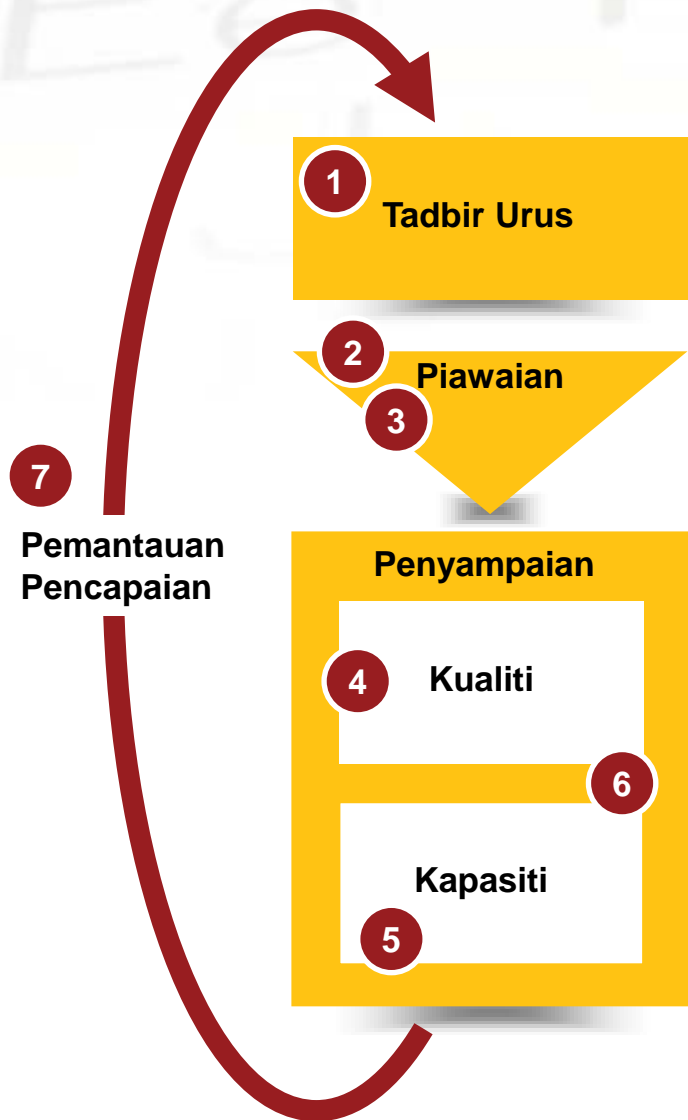 1
Tadbir Urus
2
Piawaian
3
7
Pemantauan
Pencapaian
Penyampaian
4
Kualiti
6
Kapasiti
5